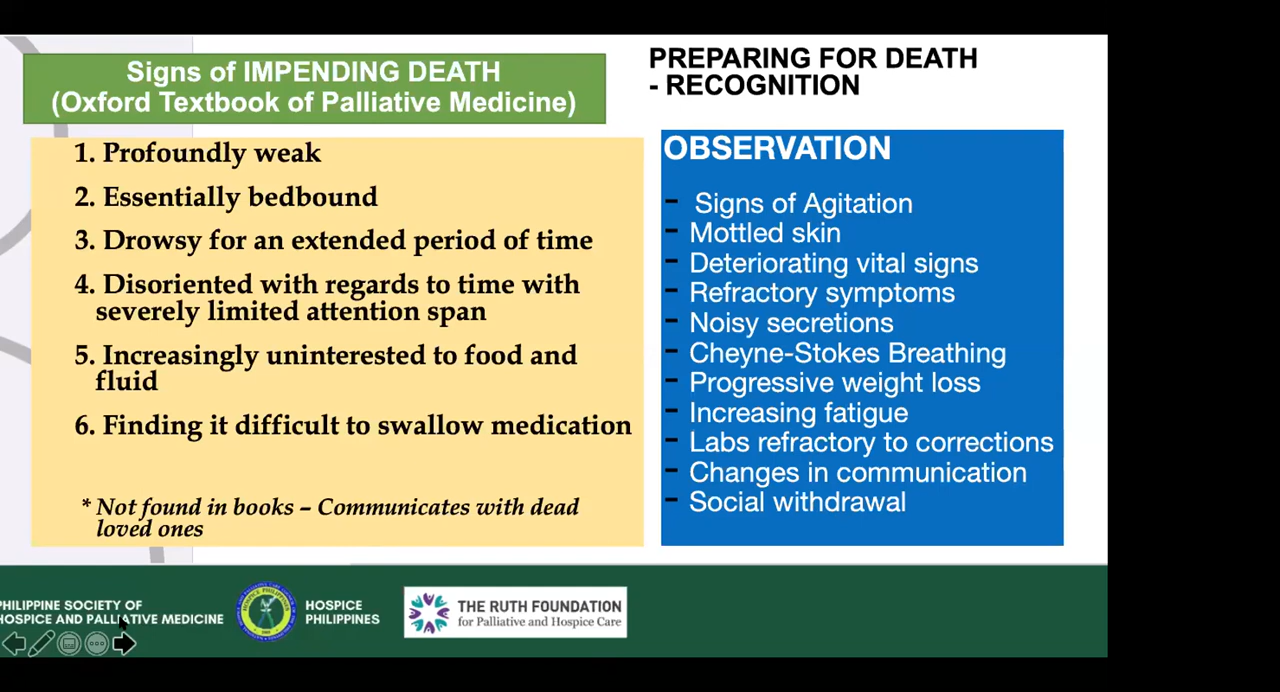 Signs of IMPENDING DEATH
(Oxford Textbook of Palliative Medicine)
1. Profoundly weak
2. Essentially bedbound
3. Drowsy for an extended period of time
4. Disoriented with regards to time with
severely limited attention span
5. Increasingly uninterested to food and
fluid
6. Finding it difficult to swallow medication
* Not found in books – Communicates with dead
loved ones
PREPARING FOR DEATH
- RECOGNITION
OBSERVATION
- Signs of Agitation
- Mottled skin
- Deteriorating vital signs
- Refractory symptoms
- Noisy secretions
- Cheyne-Stokes Breathing
- Progressive weight loss
- Increasing fatigue
- Labs refractory to corrections
- Changes in communication
- Social withdrawal
PHILIPPINE SOCIETY OF
HOSPICE AND PALLIATIVE MEDICINE
HOSPICE
PHILIPPINES
THE RUTH FOUNDATION
for Palliative and Hospice Care